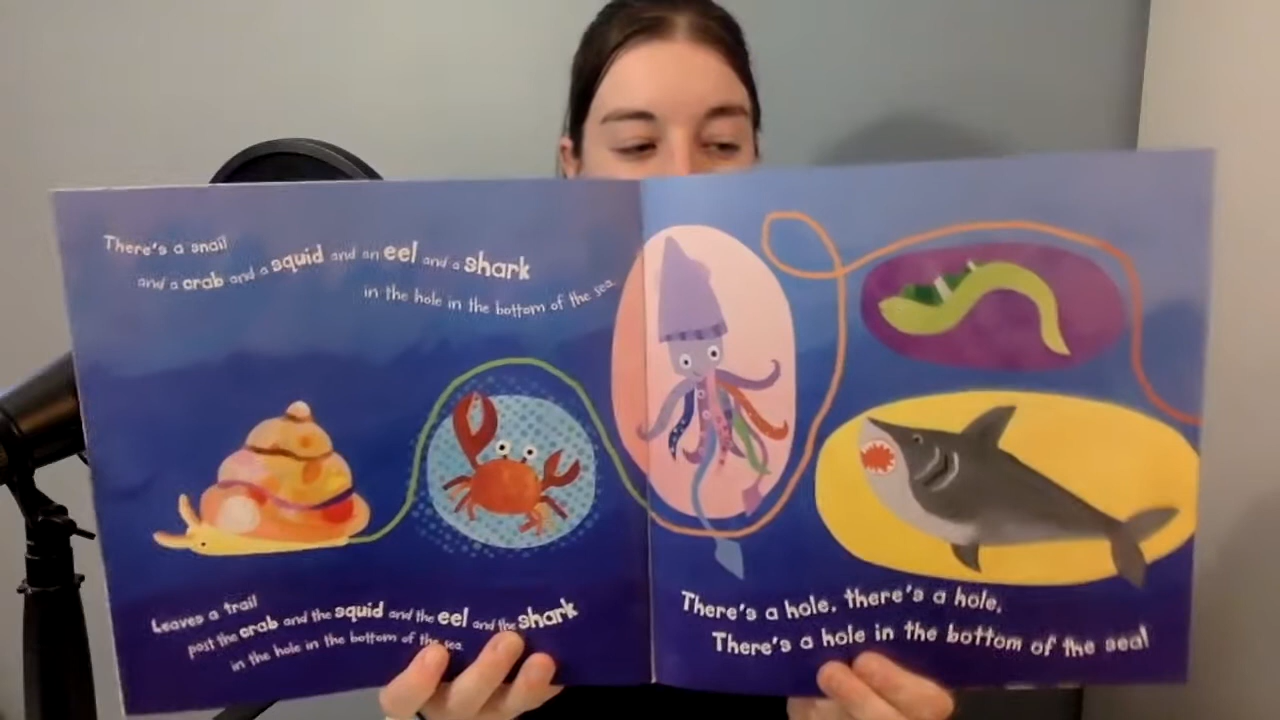 There's a snail
and a crab and a squid and an eel and a shark
in the hole in the bottom of the sea.
Leaves a trail
past the crab and the squid and the eel and the shark
in the hole in the bottom of the sea.
There's a hole, there's a hole,
There's a hole in the bottom of the sea!